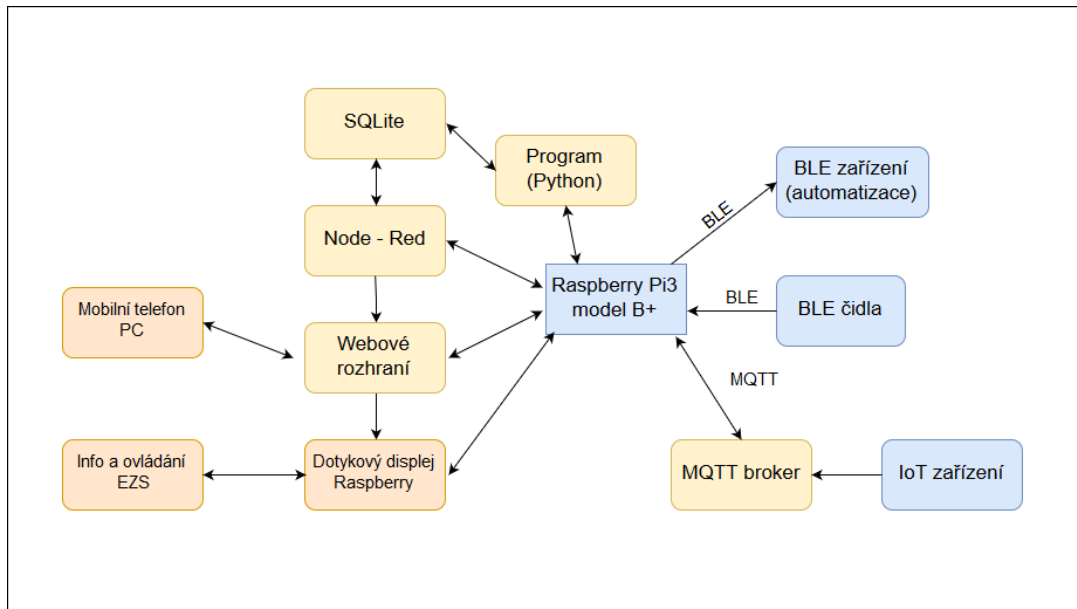 SQLite
Program
(Python)
BLE zařízení
(automatizace)
BLE
Node - Red
Raspberry Pi3
model B+
BLE
BLE čidla
Mobilní telefon
PC
Webové
rozhraní
MQTT
Info a ovládání
EZS
Dotykový displej
Raspberry
MQTT broker
IoT zařízení